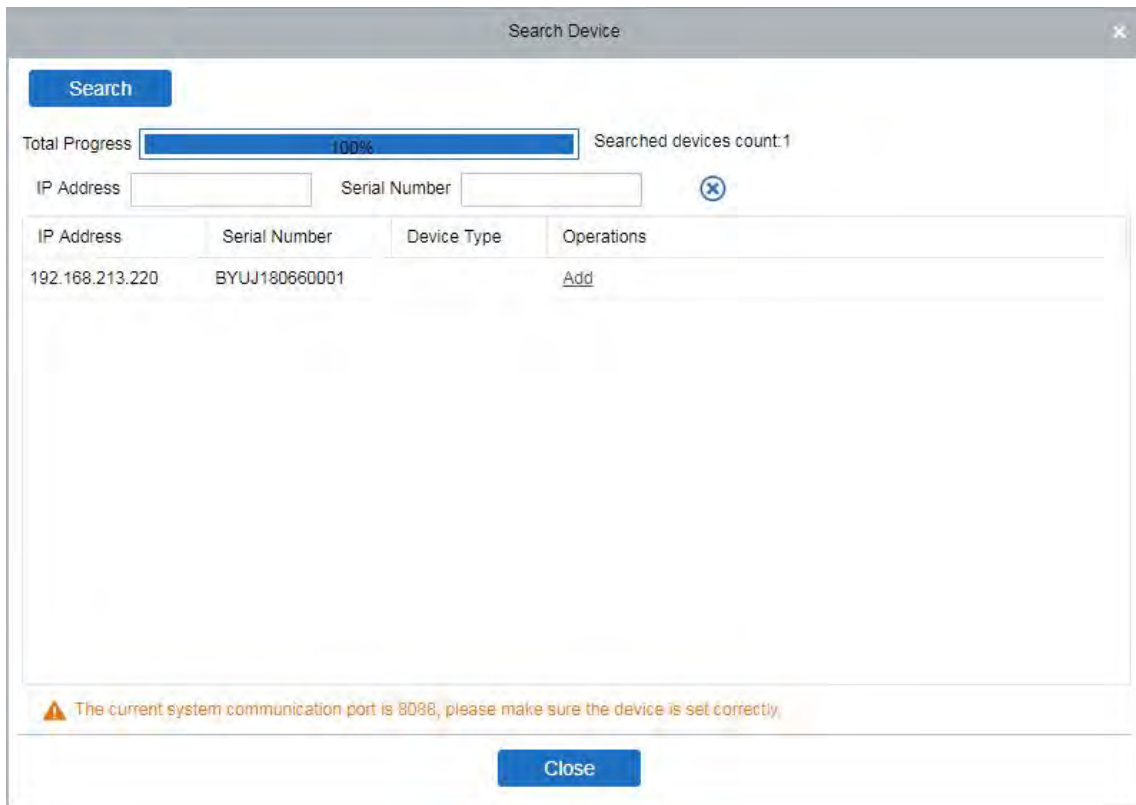 Search Device
Search
Total Progress 100% Searched devices count:1
IP Address Serial Number
IP Address Serial Number Device Type Operations
192.168.213.220 BYUJ180660001 Add
The current system communication port is 8088, please make sure the device is set correctly.
Close